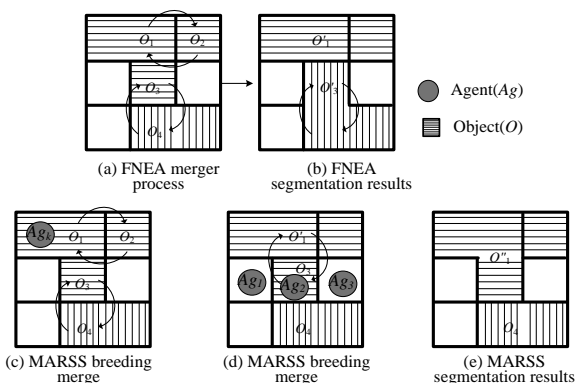 O1 O2
O3
O4
O'1
O'3
Agent(Ag)
Object(O)
(a) FNEA merger
process
(b) FNEA
segmentation results
Agk O1 O2
O3
O4
O'1
O3
Ag1 Ag2 Ag3
O4
O"1
O4
(c) MARSS breeding
merge
(d) MARSS breeding
merge
(e) MARSS
segmentation results